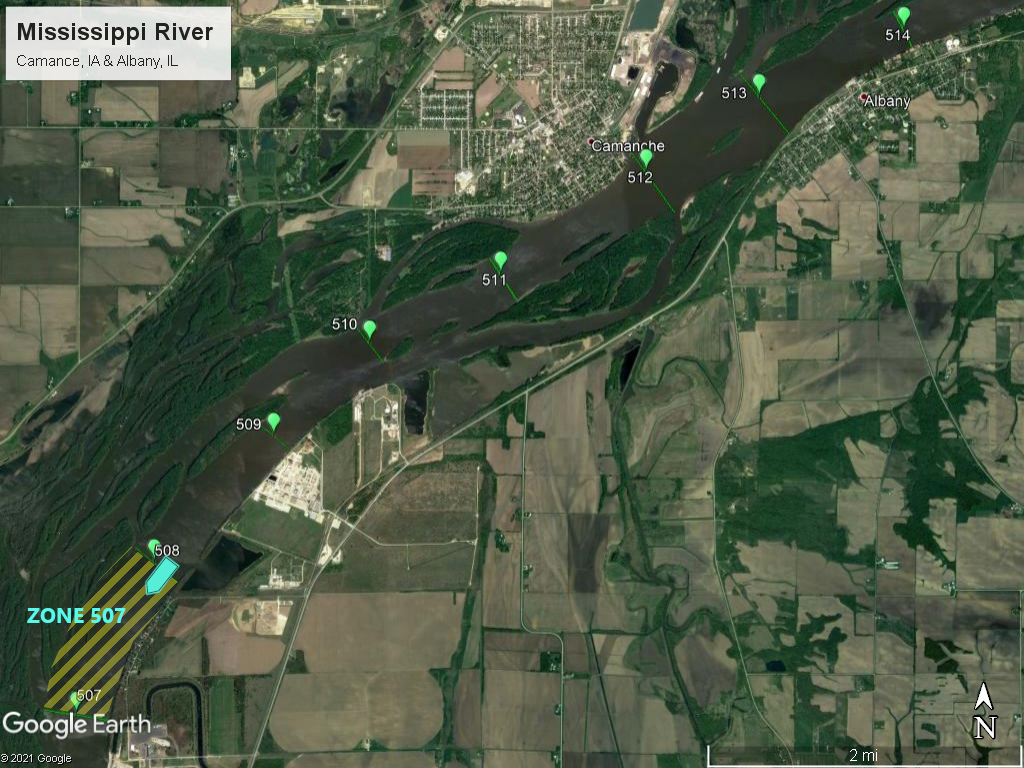 Mississippi River
Camance, IA & Albany, IL
514
513
Albany
Camanche
512
511
510
509
508
ZONE 507
507
Google Earth
© 2021 Google
N
2 mi